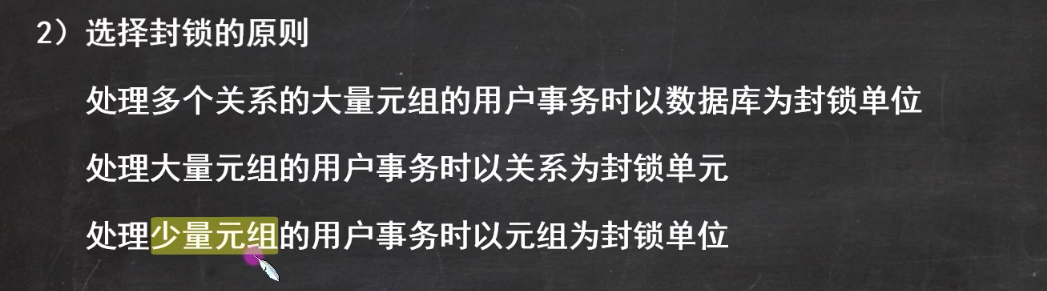 2）选择封锁的原则
处理多个关系的大量元组的用户事务时以数据库为封锁单位
处理大量元组的用户事务时以关系为封锁单元
处理少量元组的用户事务时以元组为封锁单位